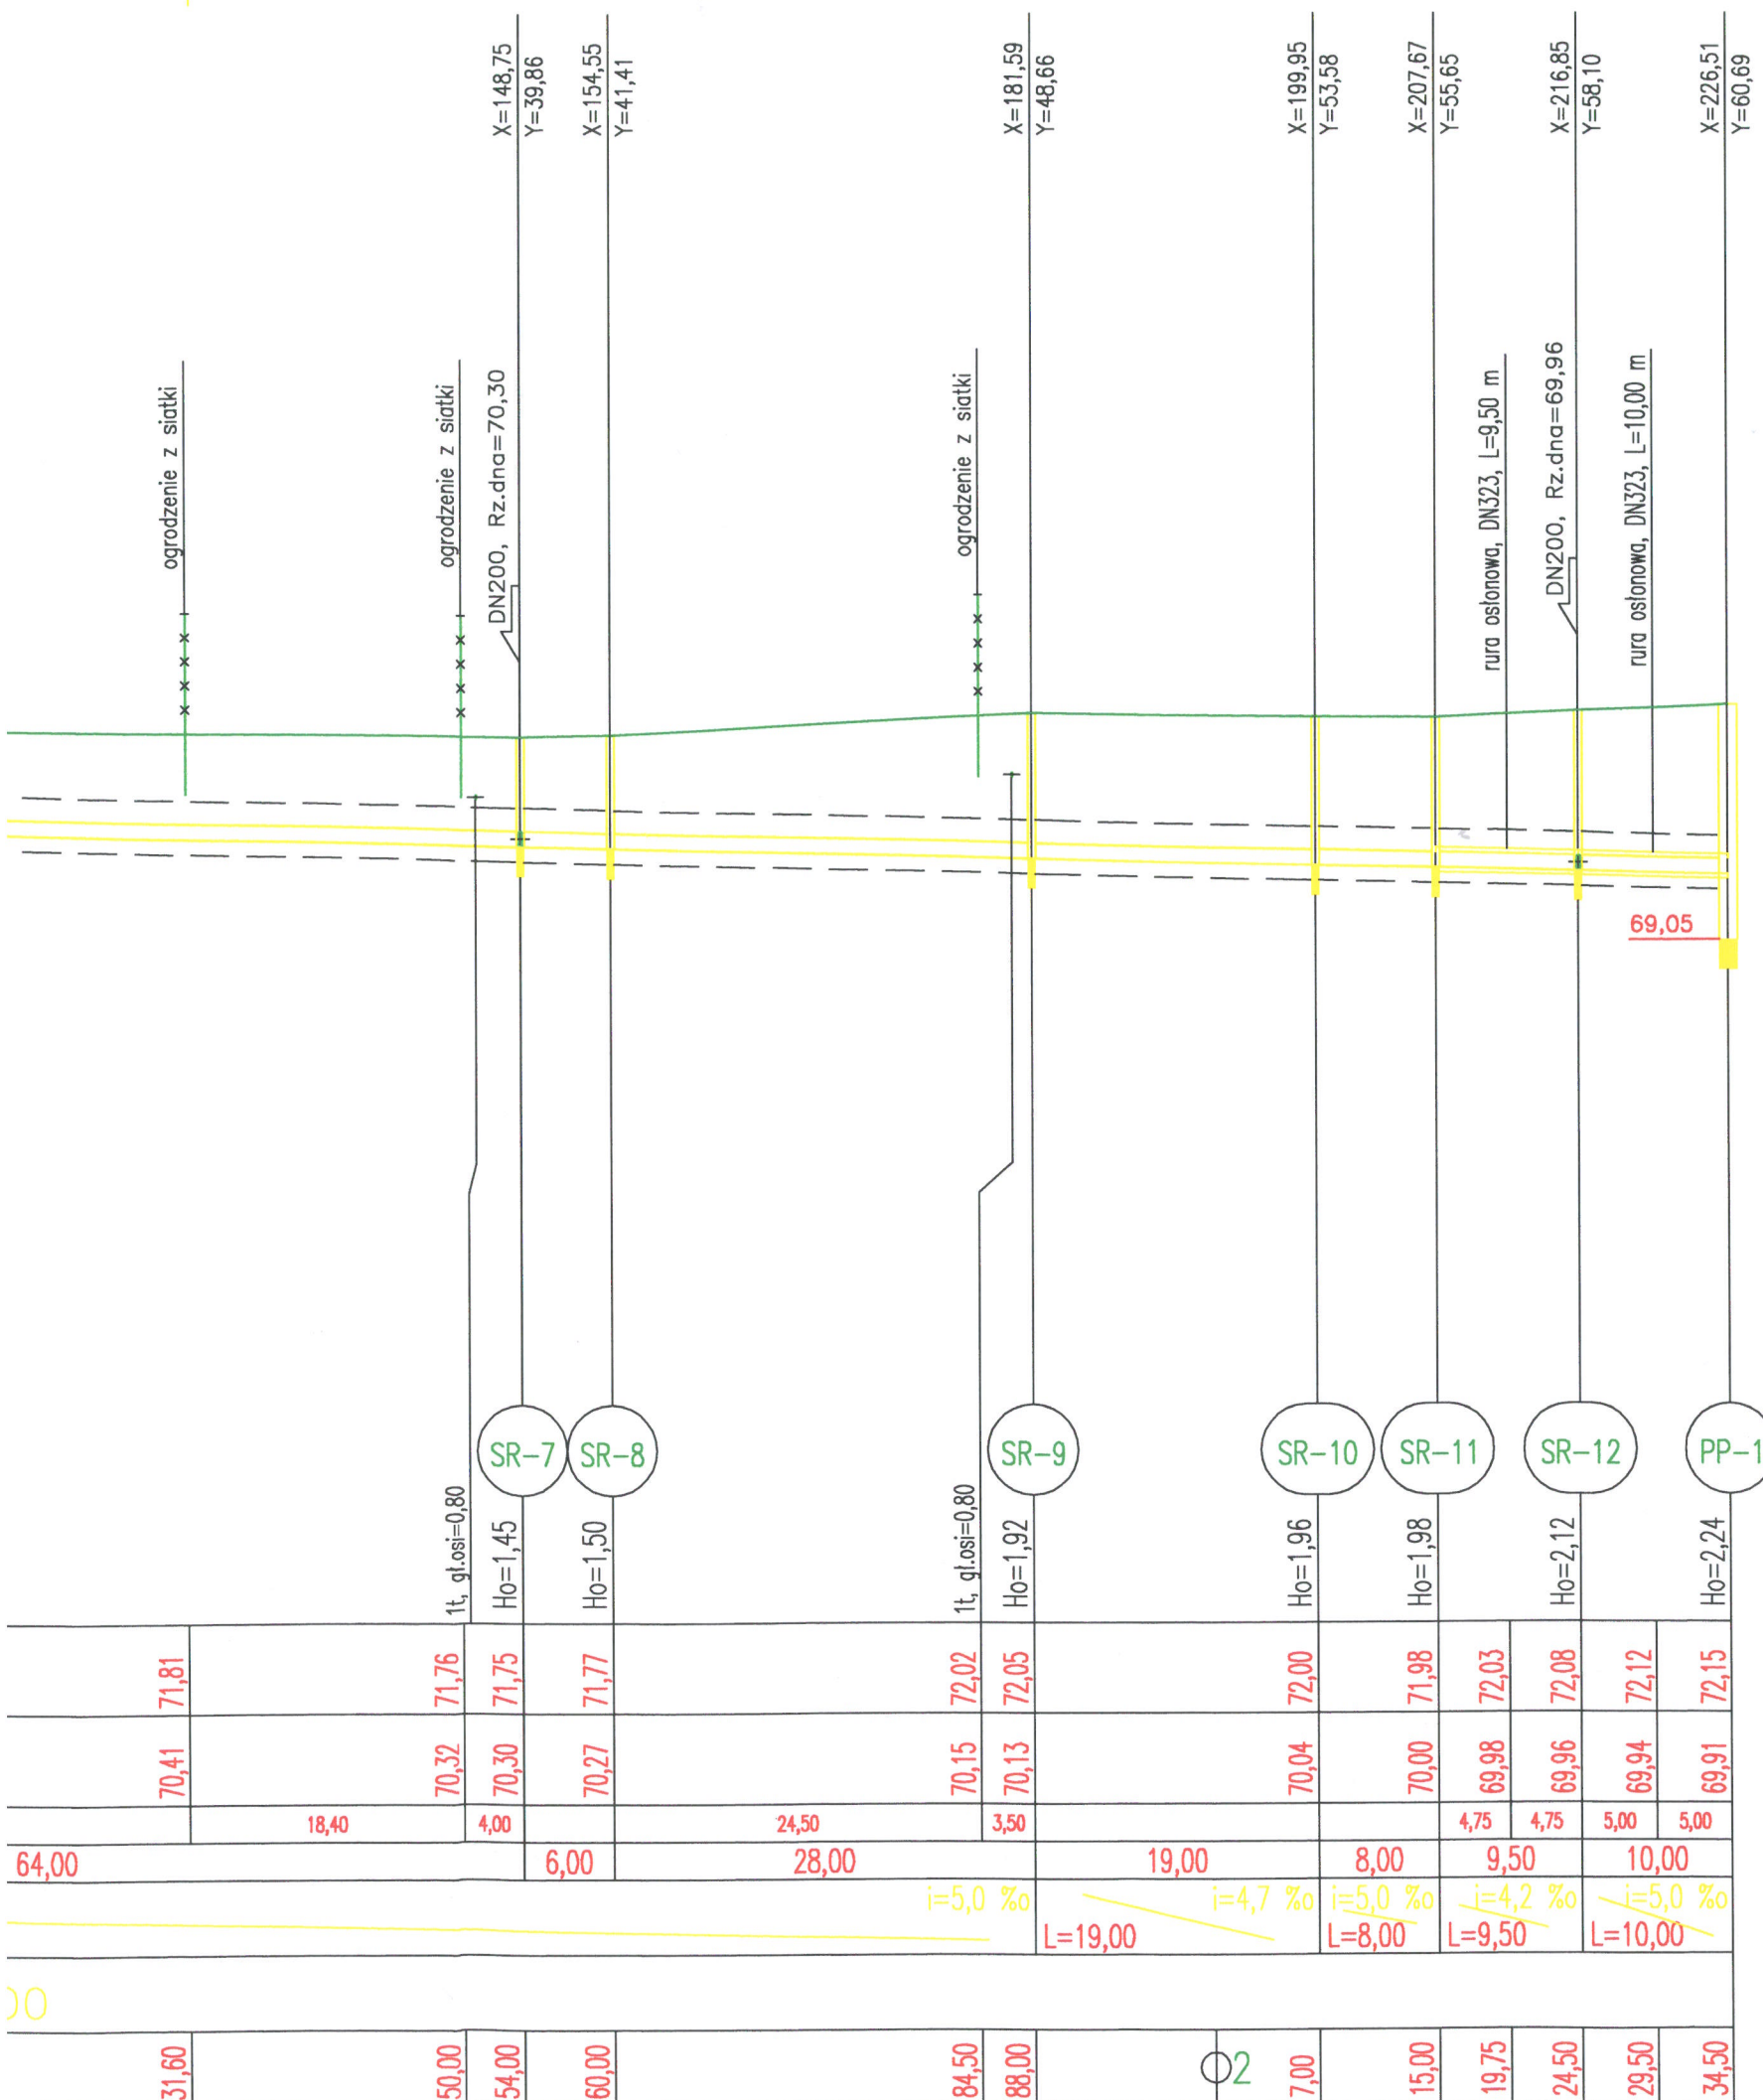 X=148,75
Y=39,86
X=154,55
Y=41,41
X=181,59
Y=48,66
X=199,95
Y=53,58
X=207,67
Y=55,65
X=216,85
Y=58,10
X=226,51
Y=60,69
ogrodzenie z siatki
ogrodzenie z siatki
DN200, Rz.dna=70,30
ogrodzenie z siatki
rura osłonowa, DN323, L=9,50 m
DN200, Rz.dna=69,96
rura osłonowa, DN323, L=10,00 m
69,05
SR-7
SR-8
SR-9
SR-10
SR-11
SR-12
PP-1
1t, gł.osi=0,80
Ho=1,45
Ho=1,50
1t, gł.osi=0,80
Ho=1,92
Ho=1,96
Ho=1,98
Ho=2,12
Ho=2,24
71,81 71,76 71,75 71,77 72,02 72,05 72,00 71,98 72,03 72,08 72,12 72,15
70,41 70,32 70,30 70,27 70,15 70,13 70,04 70,00 69,98 69,96 69,94 69,91
18,40 4,00 24,50 3,50 4,75 4,75 5,00 5,00
64,00 6,00 28,00 19,00 8,00 9,50 10,00
i=5,0 ‰ i=4,7 ‰ i=5,0 ‰ i=4,2 ‰ i=5,0 ‰
L=19,00 L=8,00 L=9,50 L=10,00
00
31,60 50,00 54,00 60,00 84,50 88,00 2 7,00 15,00 19,75 24,50 29,50 34,50